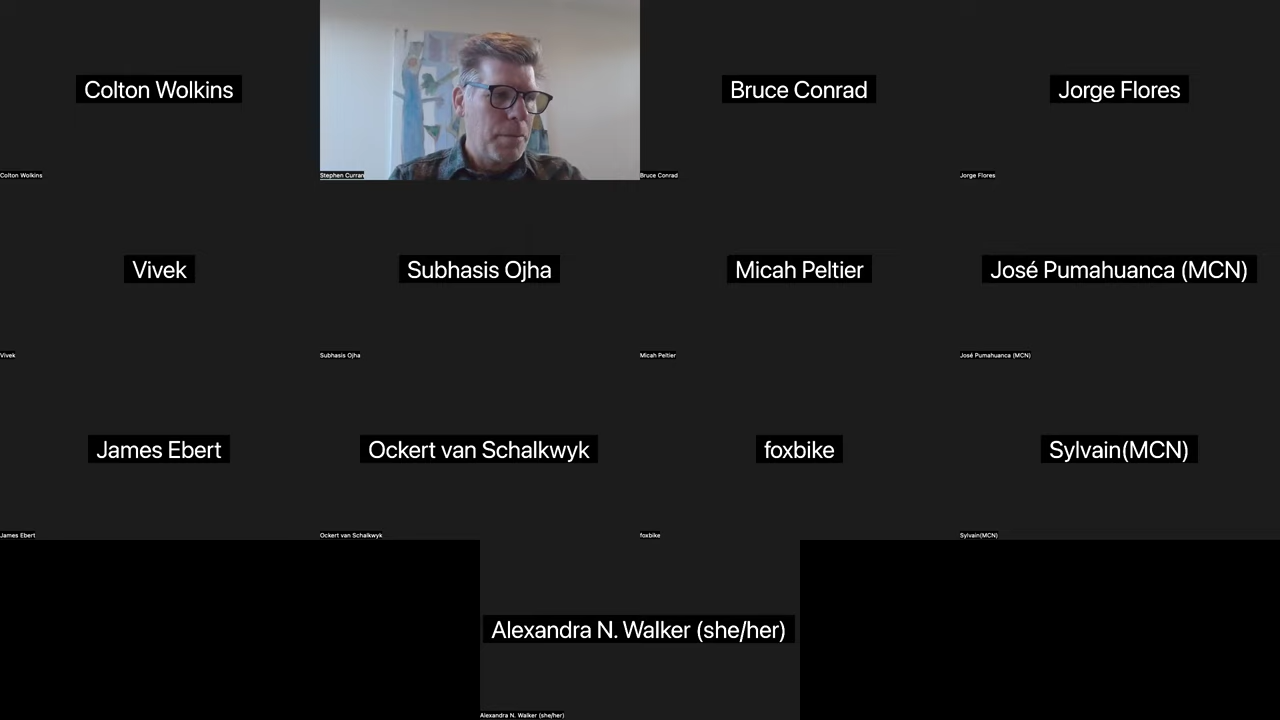 Colton Wolkins
Bruce Conrad
Jorge Flores
Colton Wolkins
Stephen Curran
Bruce Conrad
Jorge Flores
Vivek
Subhasis Ojha
Micah Peltier
José Pumahuanca (MCN)
Vivek
Subhasis Ojha
Micah Peltier
José Pumahuanca (MCN)
James Ebert
Ockert van Schalkwyk
foxbike
Sylvain(MCN)
James Ebert
Ockert van Schalkwyk
foxbike
Sylvain(MCN)
Alexandra N. Walker (she/her)
Alexandra N. Walker (she/her)